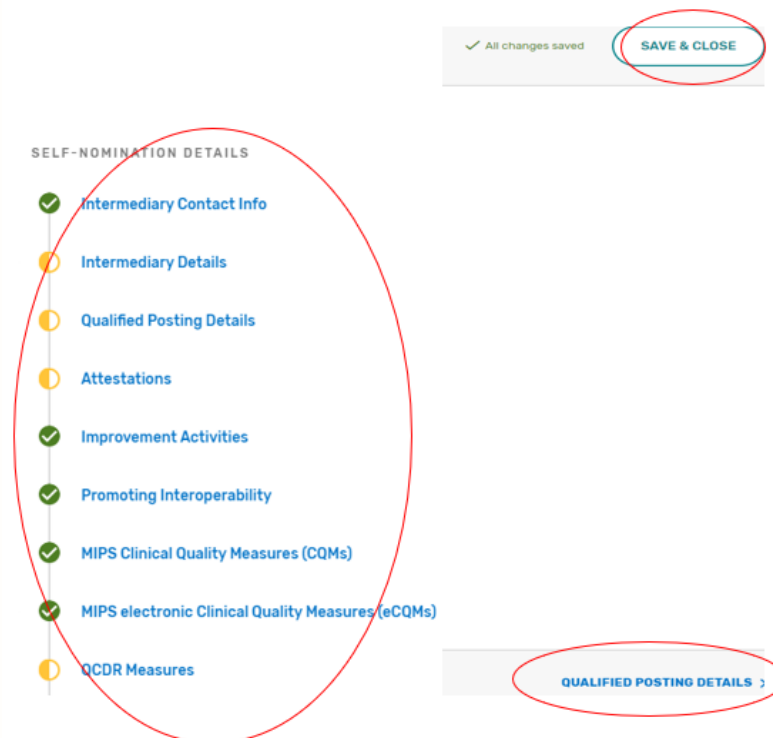 All changes saved
SAVE & CLOSE
SELF-NOMINATION DETAILS
Intermediary Contact Info
Intermediary Details
Qualified Posting Details
Attestations
Improvement Activities
Promoting Interoperability
MIPS Clinical Quality Measures (CQMs)
MIPS electronic Clinical Quality Measures (eCQMs)
QCDR Measures
QUALIFIED POSTING DETAILS